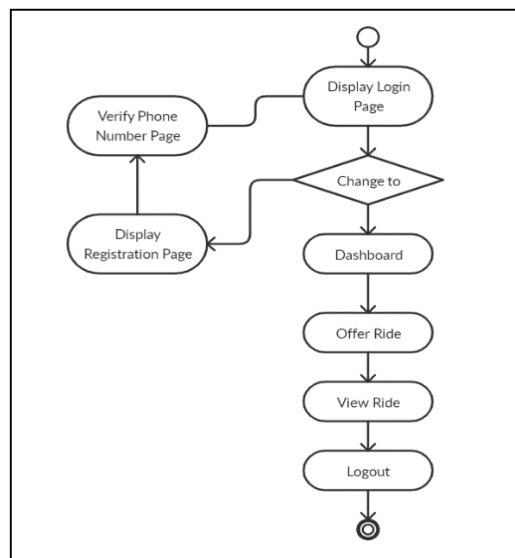 Display Login
Page
Verify Phone
Number Page
Change to
Display
Registration Page
Dashboard
Offer Ride
View Ride
Logout